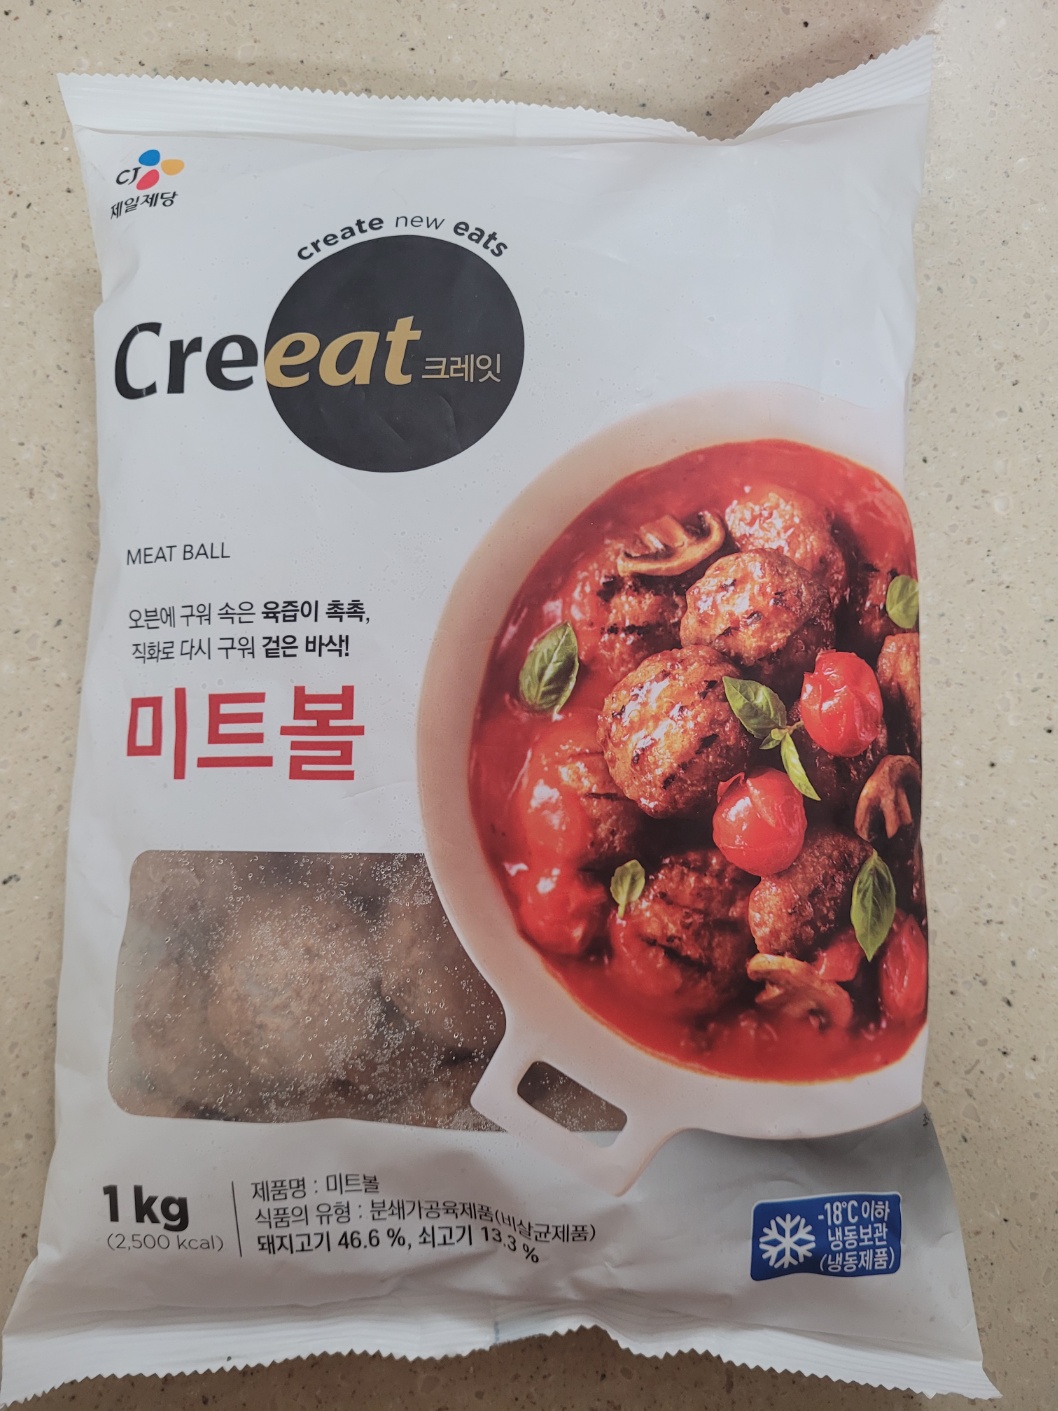 CJ
제일제당
create new eats
Creeat 크레잇
MEAT BALL
오븐에 구워 속은 육즙이 촉촉,
직화로 다시 구워 겉은 바삭!
미트볼
1 kg
(2,500 kcal)
제품명 : 미트볼
식품의 유형 : 분쇄가공육제품(비살균제품)
돼지고기 46.6 %, 쇠고기 13.3 %
-18°C 이하
냉동보관
(냉동제품)